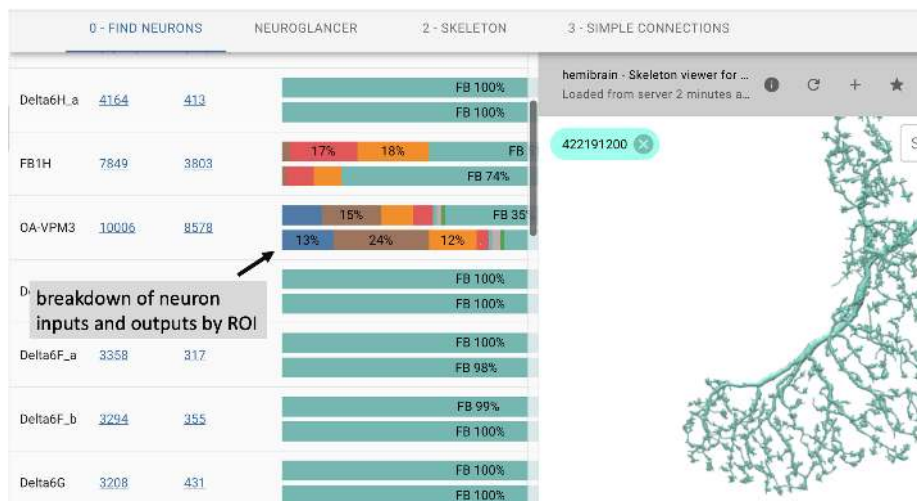 0 - FIND NEURONS NEUROGLANCER 2 - SKELETON 3 - SIMPLE CONNECTIONS
hemibrain - Skeleton viewer for ...
Loaded from server 2 minutes a...
422191200
Delta6H_a 4164 413 FB 100%
FB 100%
FB1H 7849 3803 17% 18% FB
FB 74%
OA-VPM3 10006 8578 15% FB 35%
13% 24% 12%
FB 100%
breakdown of neuron
inputs and outputs by ROI
FB 100%
Delta6F_a 3358 317 FB 100%
FB 98%
Delta6F_b 3294 355 FB 99%
FB 100%
Delta6G 3208 431 FB 100%
FB 100%